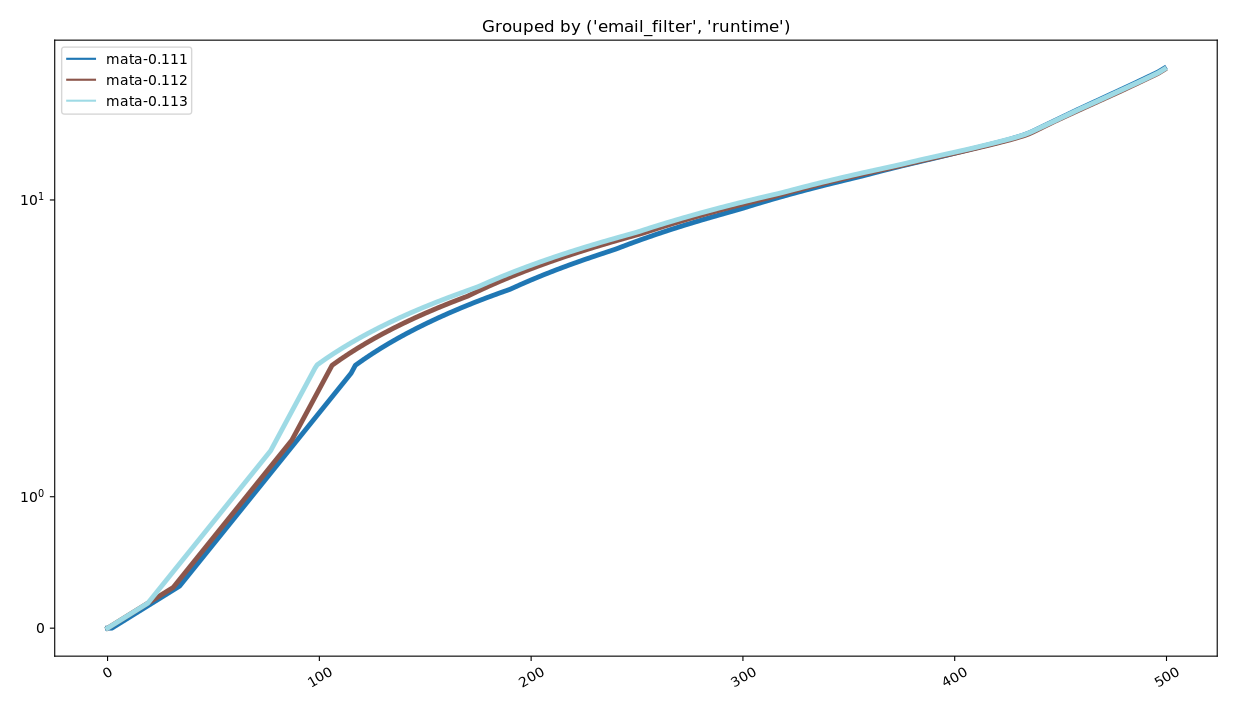 Grouped by ('email_filter', 'runtime')
mata-0.111
mata-0.112
mata-0.113
10¹
10⁰
0
0
100
200
300
400
500